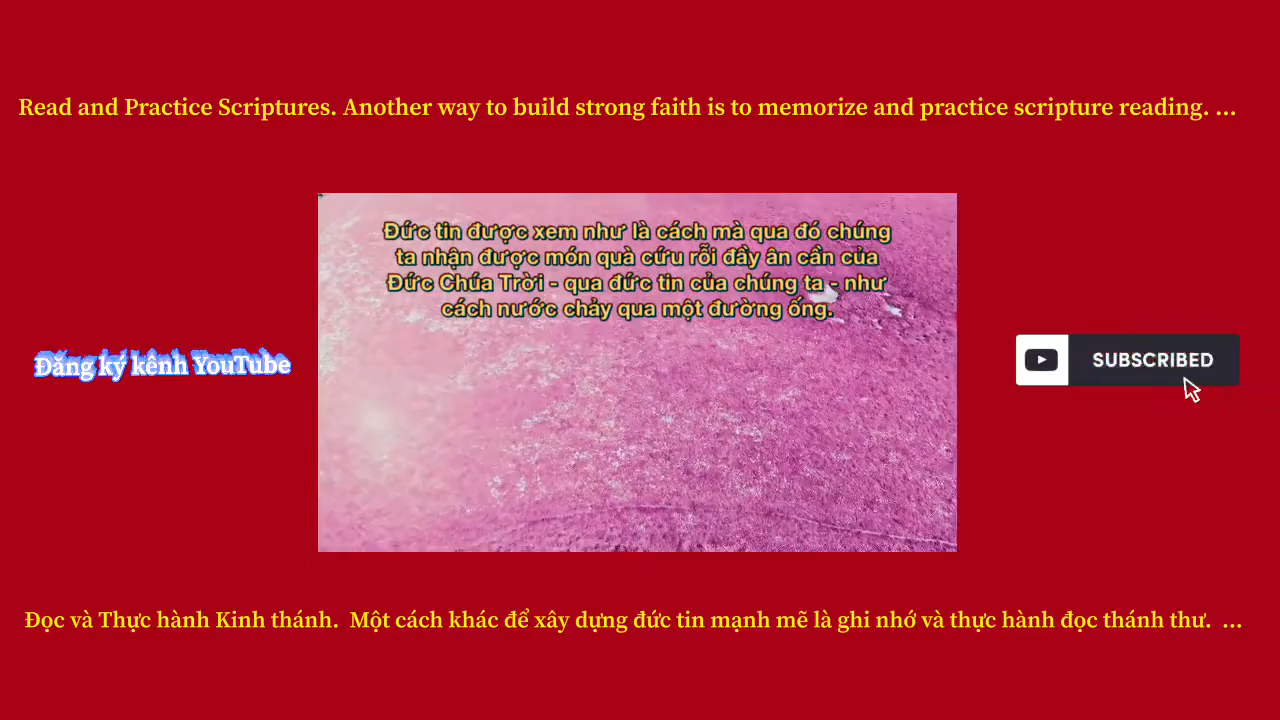 Read and Practice Scriptures. Another way to build strong faith is to memorize and practice scripture reading. ...
Đức tin được xem như là cách mà qua đó chúng
ta nhận được món quà cứu rỗi đầy ân cần của
Đức Chúa Trời - qua đức tin của chúng ta - như
cách nước chảy qua một đường ống.
Đăng ký kênh YouTube
SUBSCRIBED
Đọc và Thực hành Kinh thánh.  Một cách khác để xây dựng đức tin mạnh mẽ là ghi nhớ và thực hành đọc thánh thư.  ...